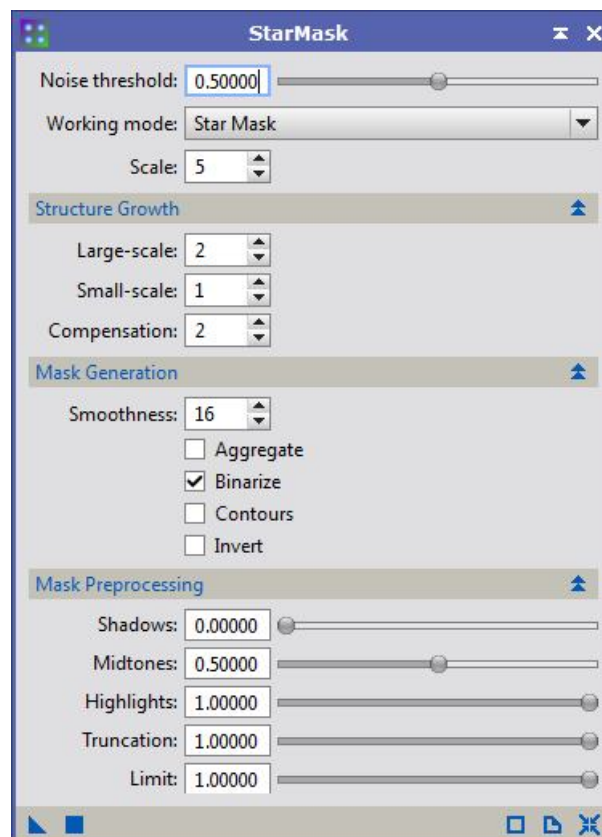 StarMask
Noise threshold: 0.50000
Working mode: Star Mask
Scale: 5
Structure Growth
Large-scale: 2
Small-scale: 1
Compensation: 2
Mask Generation
Smoothness: 16
Aggregate
Binarize
Contours
Invert
Mask Preprocessing
Shadows: 0.00000
Midtones: 0.50000
Highlights: 1.00000
Truncation: 1.00000
Limit: 1.00000